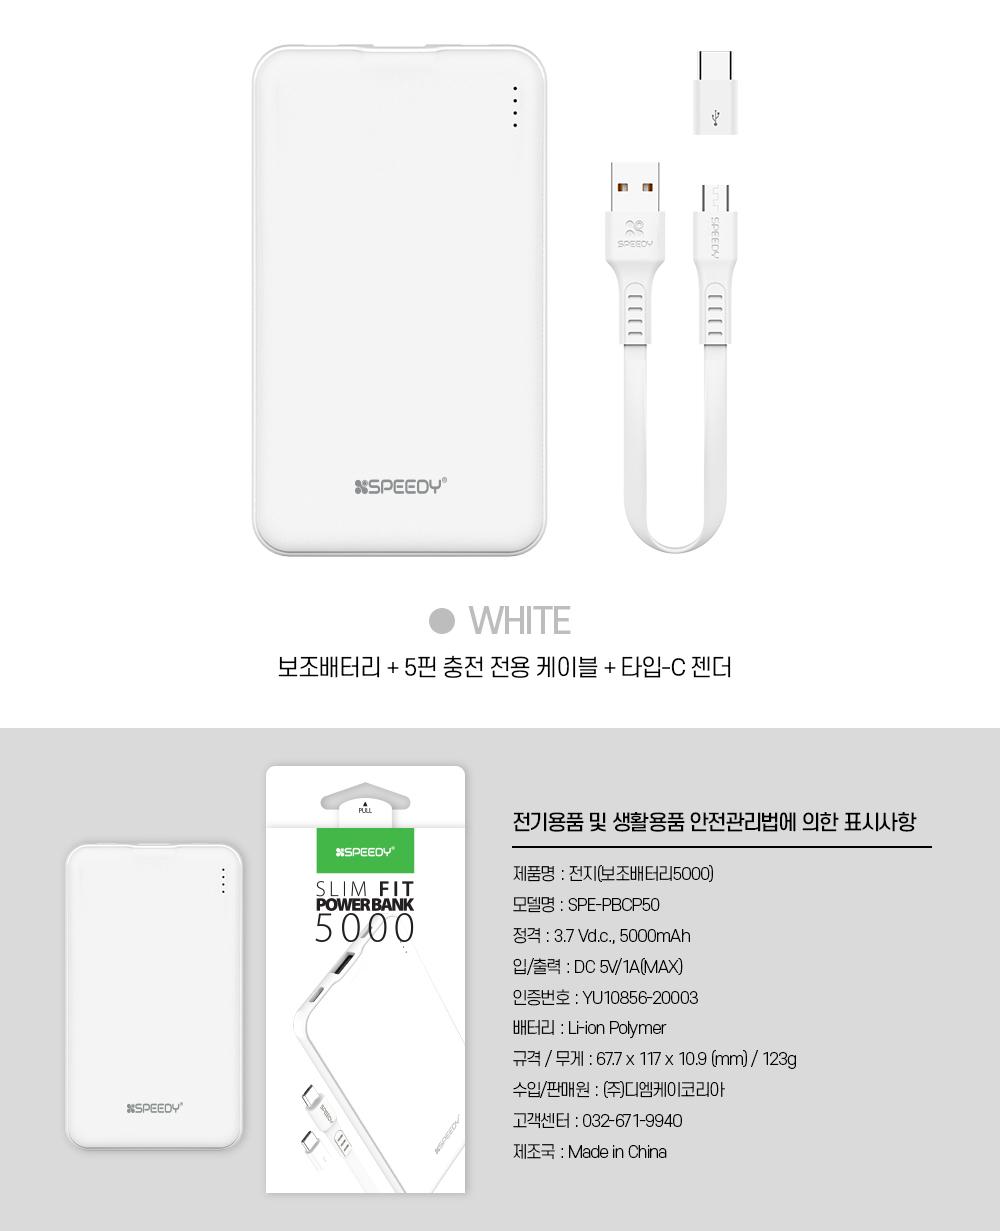 SPEEDY
SPEEDY
SPEEDY®
WHITE
보조배터리 + 5핀 충전 전용 케이블 + 타입-C 젠더
PULL
SPEEDY®
SLIM FIT
POWER BANK
5000
SPEEDY
SPEEDY
SPEEDY®
전기용품 및 생활용품 안전관리법에 의한 표시사항
제품명 : 전지(보조배터리5000)
모델명 : SPE-PBCP50
정격 : 3.7 Vd.c., 5000mAh
입/출력 : DC 5V/1A(MAX)
인증번호 : YU10856-20003
배터리 : Li-ion Polymer
규격 / 무게 : 67.7 x 117 x 10.9 (mm) / 123g
수입/판매원 : (주)디엠케이코리아
고객센터 : 032-671-9940
제조국 : Made in China